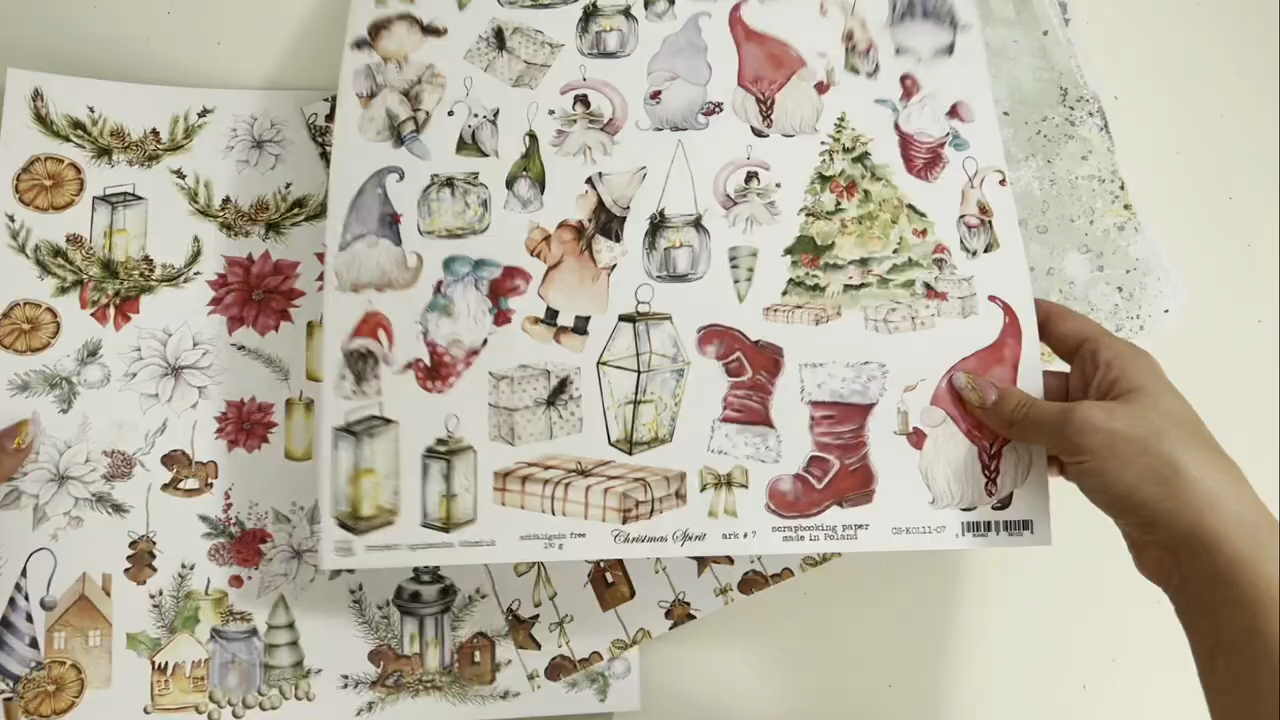 acid/lignin free
190 g
Christmas Spirit
ark # 7
scrapbooking paper
made in Poland
CS-KOL11-07